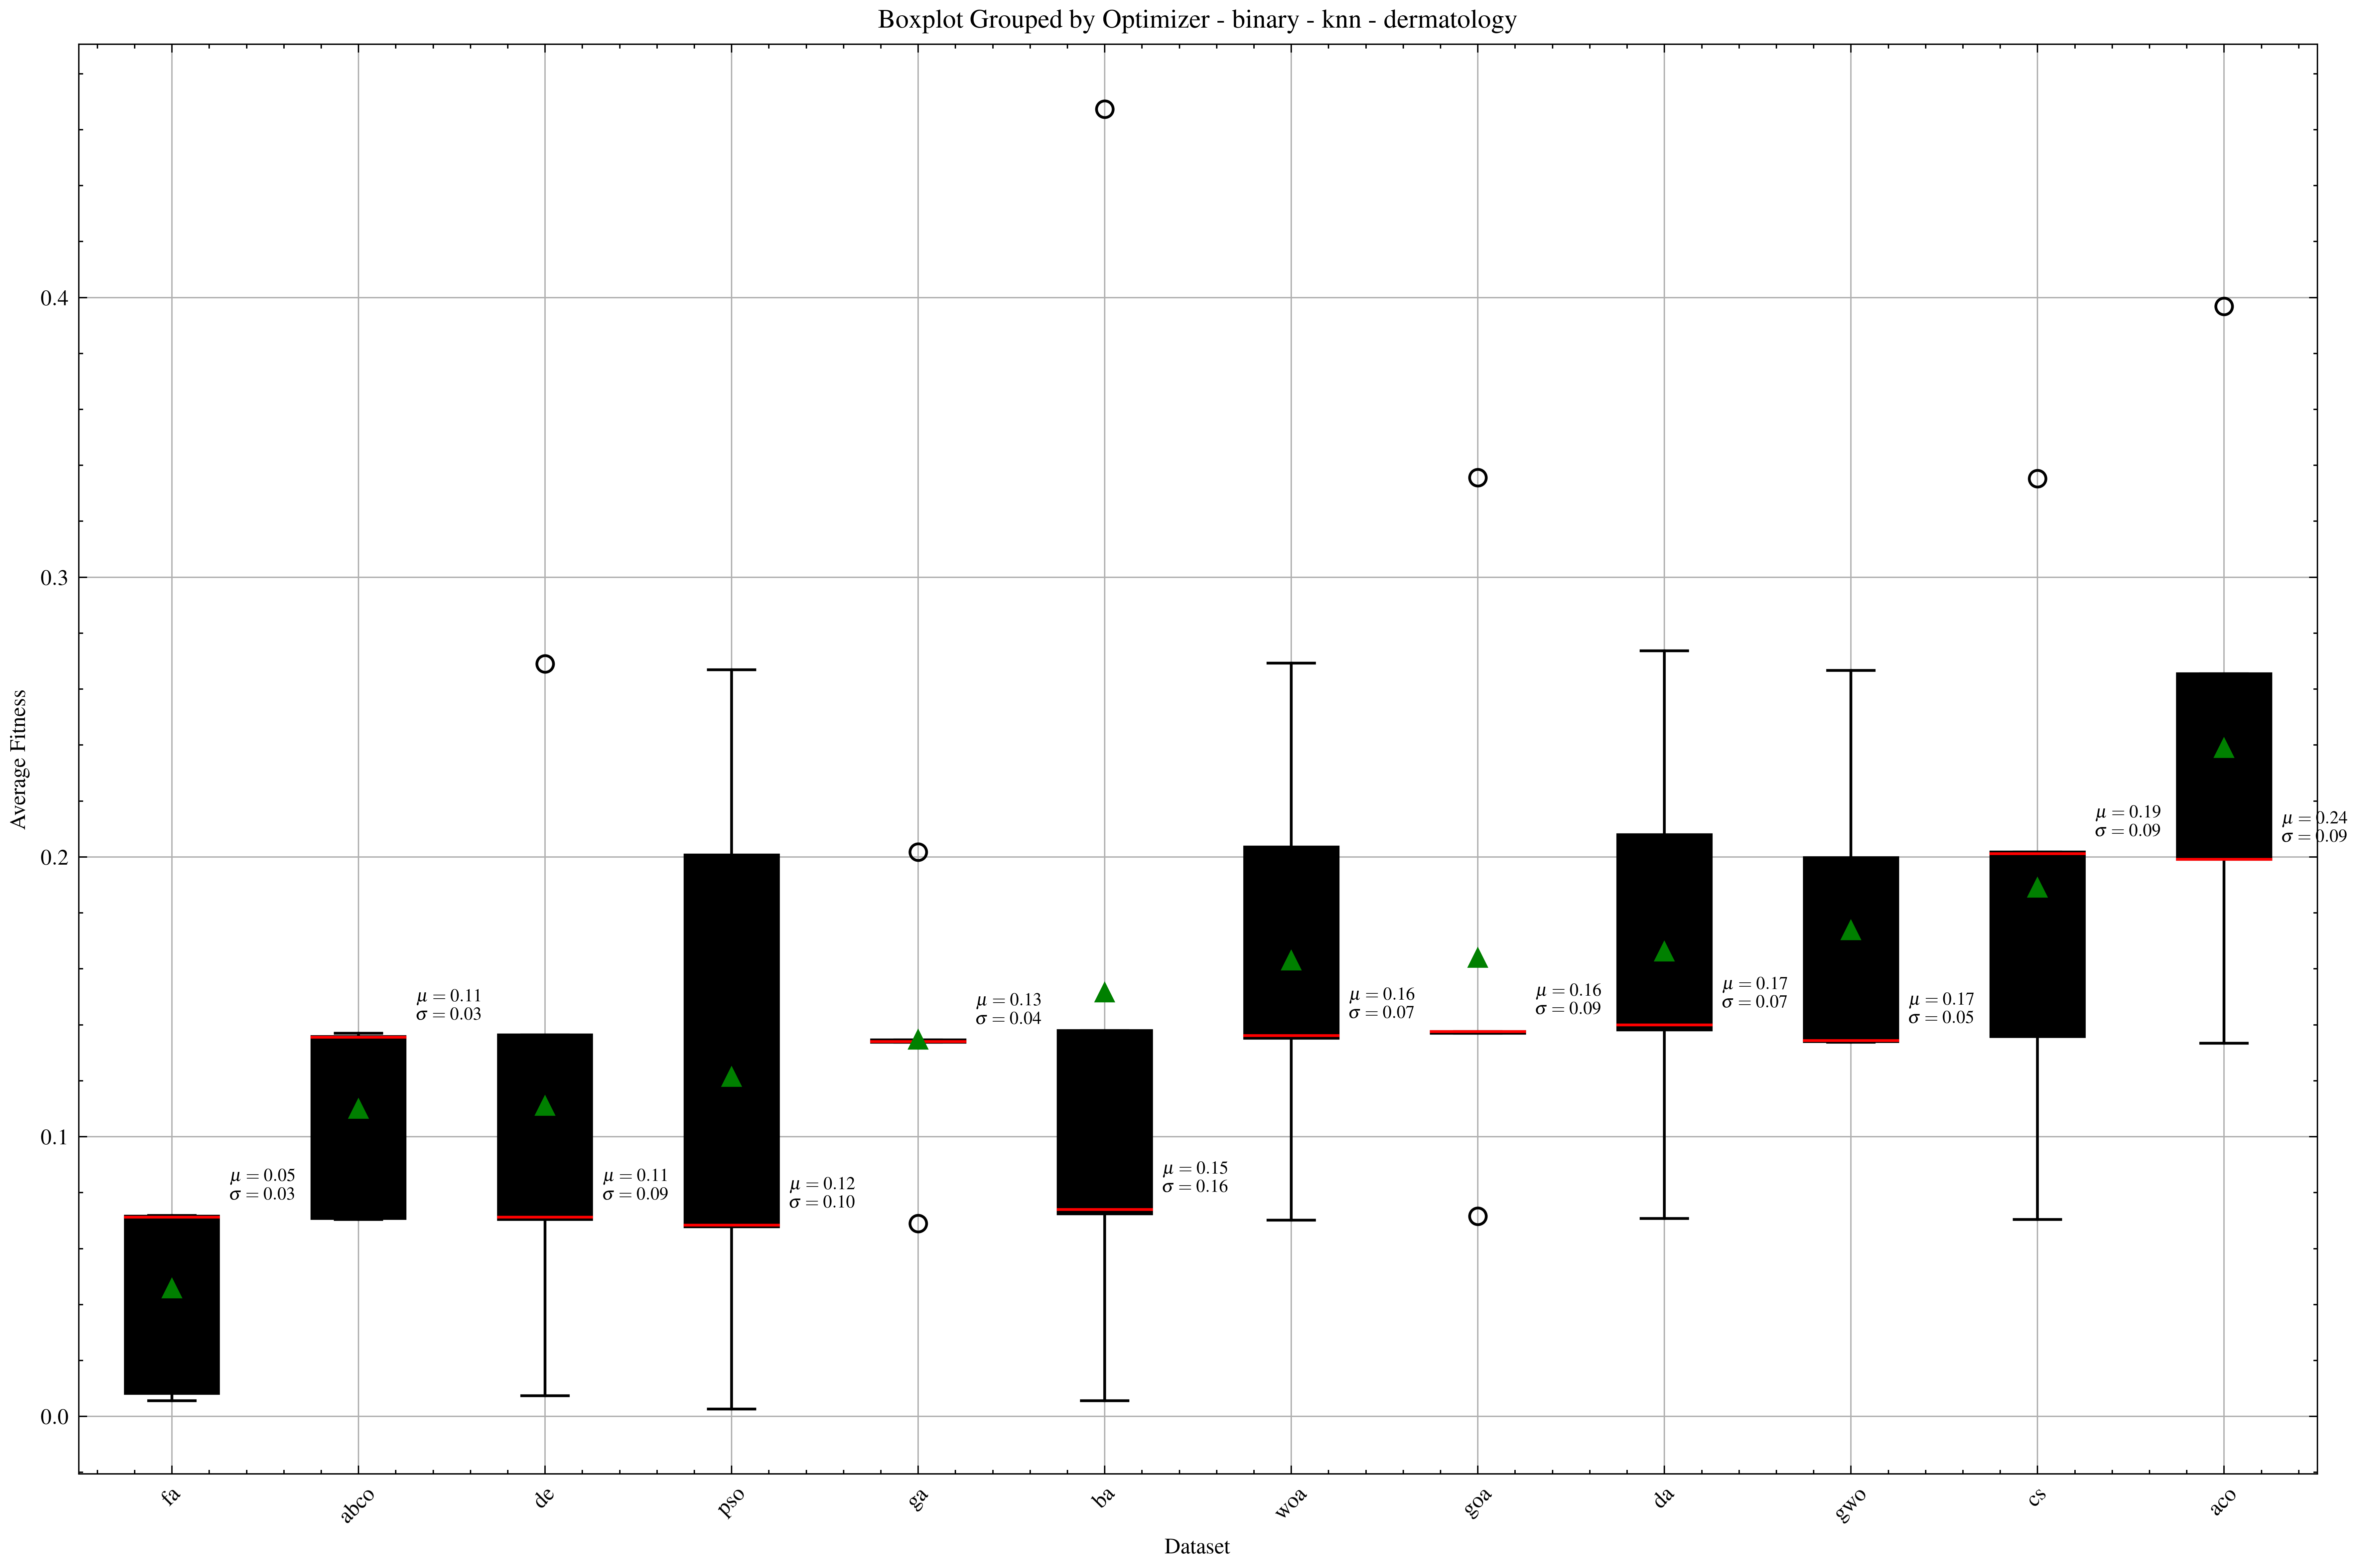 Boxplot Grouped by Optimizer - binary - knn - dermatology
Average Fitness
0.4
0.3
0.2
0.1
0.0
μ = 0.05
σ = 0.03
μ = 0.11
σ = 0.03
μ = 0.11
σ = 0.09
μ = 0.12
σ = 0.10
μ = 0.13
σ = 0.04
μ = 0.15
σ = 0.16
μ = 0.16
σ = 0.07
μ = 0.16
σ = 0.09
μ = 0.17
σ = 0.07
μ = 0.17
σ = 0.05
μ = 0.19
σ = 0.09
μ = 0.24
σ = 0.09
fa
abco
de
pso
ga
ba
woa
goa
da
gwo
cs
aco
Dataset